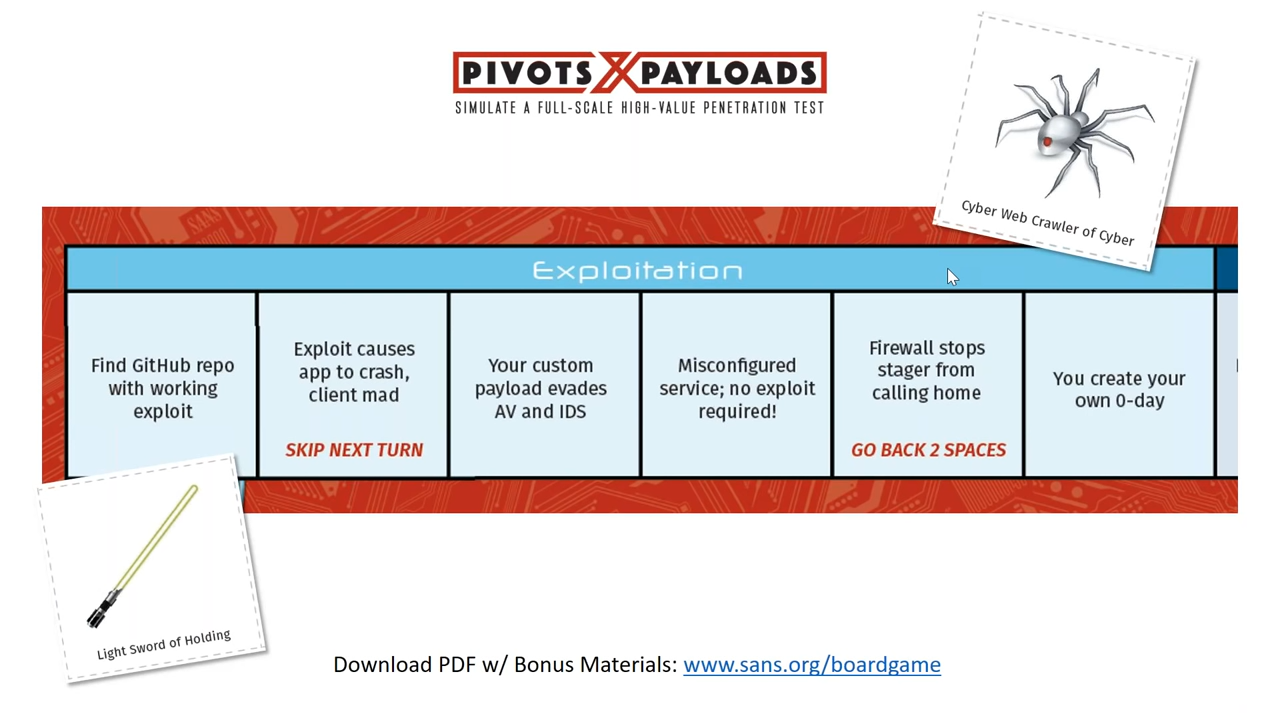 PIVOTS X PAYLOADS
SIMULATE A FULL-SCALE HIGH-VALUE PENETRATION TEST
Cyber Web Crawler of Cyber
SANS
Exploitation
Find GitHub repo
with working
exploit
Exploit causes
app to crash,
client mad
SKIP NEXT TURN
Your custom
payload evades
AV and IDS
Misconfigured
service; no exploit
required!
Firewall stops
stager from
calling home
GO BACK 2 SPACES
You create your
own 0-day
Light Sword of Holding
Download PDF w/ Bonus Materials: www.sans.org/boardgame